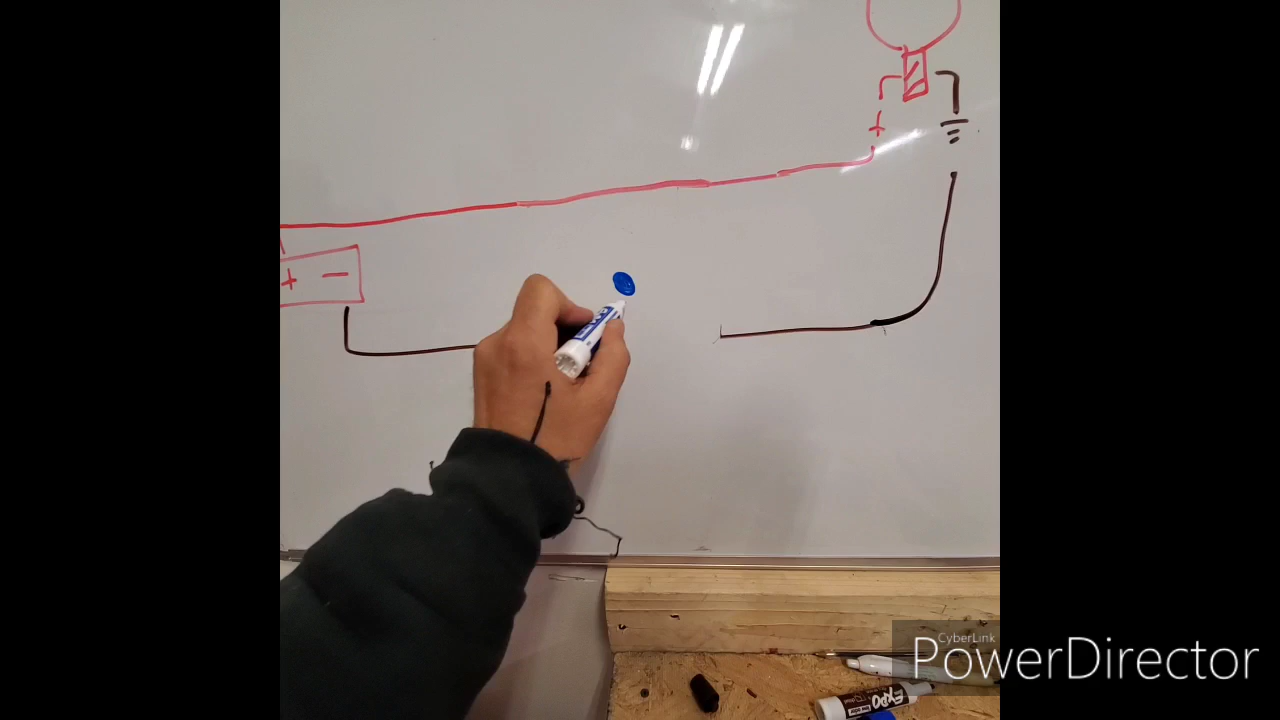 +
+ −
EXPO
CyberLink
PowerDirector